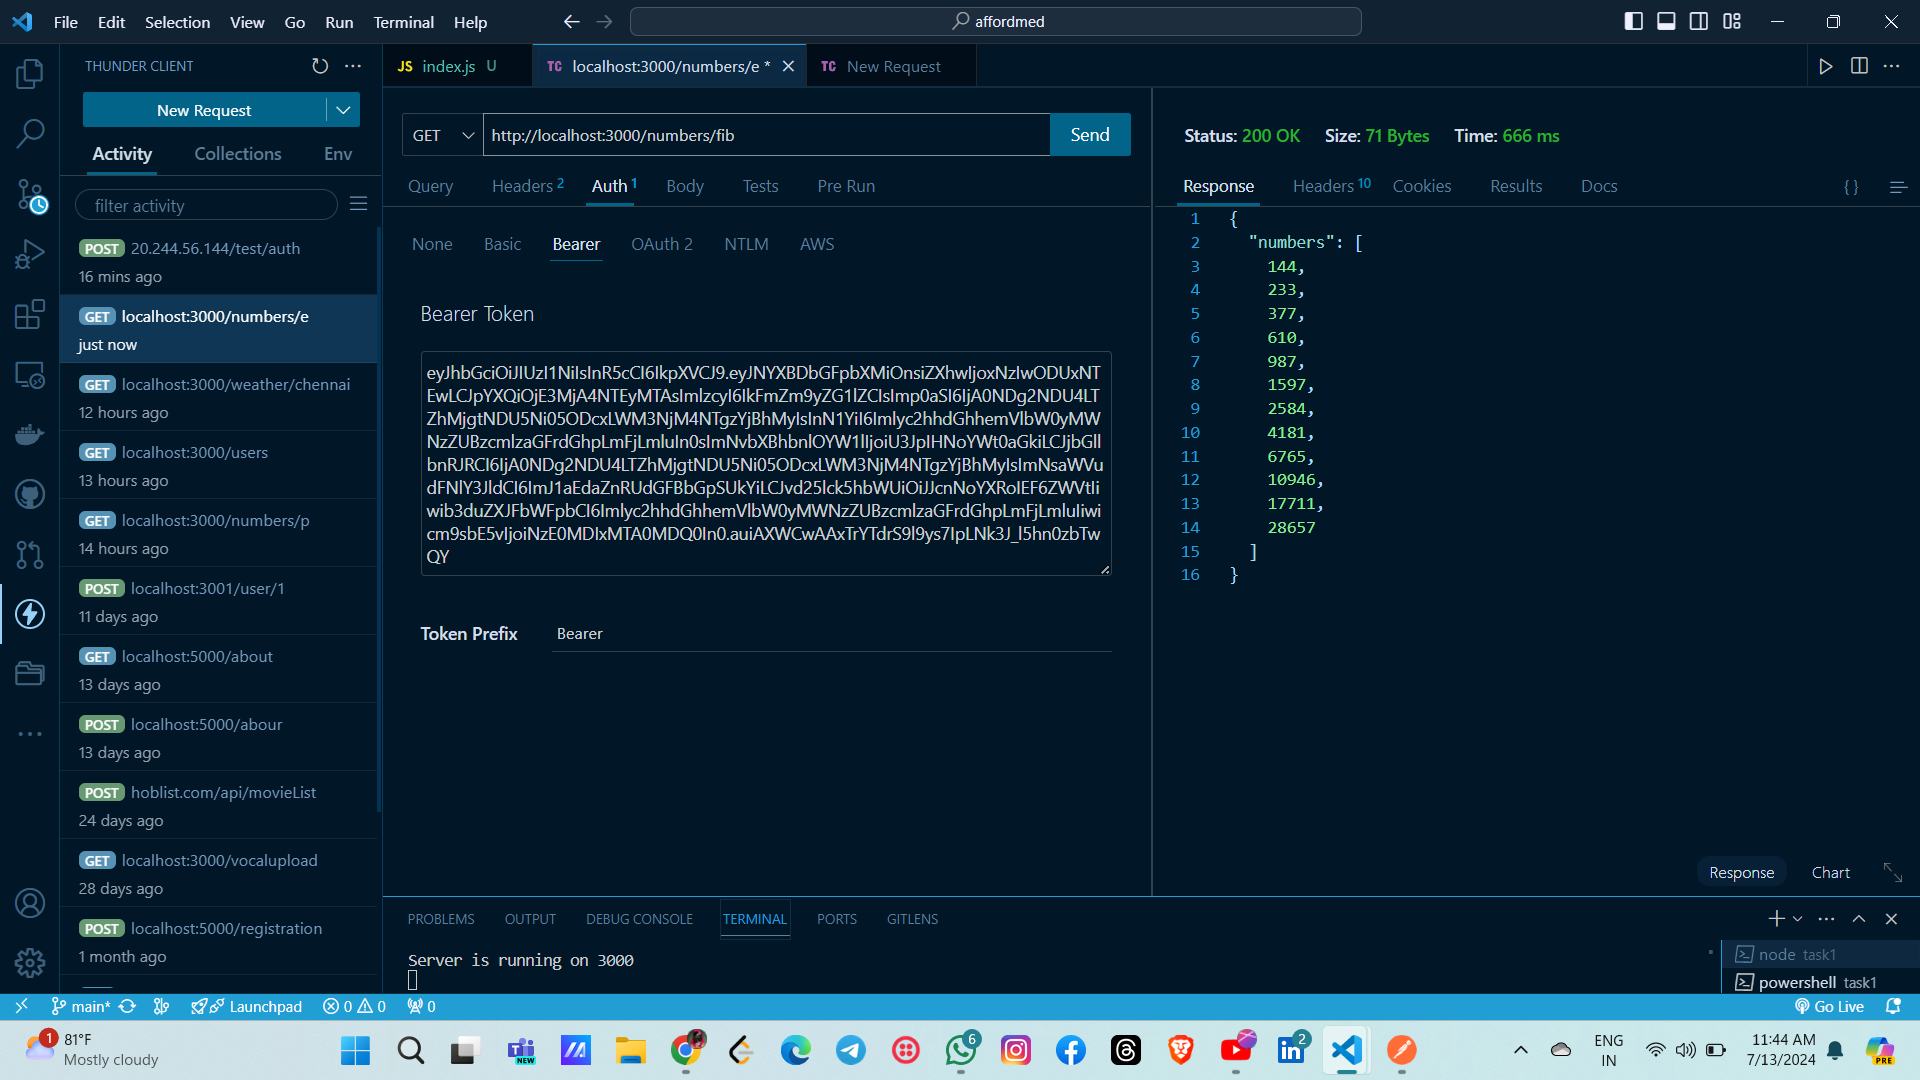 File Edit Selection View Go Run Terminal Help
affordmed
THUNDER CLIENT
New Request
Activity Collections Env
filter activity
POST 20.244.56.144/test/auth
16 mins ago
GET localhost:3000/numbers/e
just now
GET localhost:3000/weather/chennai
12 hours ago
GET localhost:3000/users
13 hours ago
GET localhost:3000/numbers/p
14 hours ago
POST localhost:3001/user/1
11 days ago
GET localhost:5000/about
13 days ago
POST localhost:5000/abour
13 days ago
POST hoblist.com/api/movieList
24 days ago
GET localhost:3000/vocalupload
28 days ago
POST localhost:5000/registration
1 month ago
JS index.js U
TC localhost:3000/numbers/e *
TC New Request
GET http://localhost:3000/numbers/fib Send
Query Headers 2 Auth 1 Body Tests Pre Run
None Basic Bearer OAuth 2 NTLM AWS
Bearer Token
Token Prefix Bearer
Status: 200 OK Size: 71 Bytes Time: 666 ms
Response Headers 10 Cookies Results Docs { }
1 {
2 "numbers": [
3 144,
4 233,
5 377,
6 610,
7 987,
8 1597,
9 2584,
10 4181,
11 6765,
12 10946,
13 17711,
14 28657
15 ]
16 }
Response Chart
PROBLEMS OUTPUT DEBUG CONSOLE TERMINAL PORTS GITLENS
Server is running on 3000
node task1
powershell task1
main* Launchpad 0 0 0 Go Live
1 81°F
Mostly cloudy
NEW
6
2
ENG
IN
11:44 AM
7/13/2024
PRE